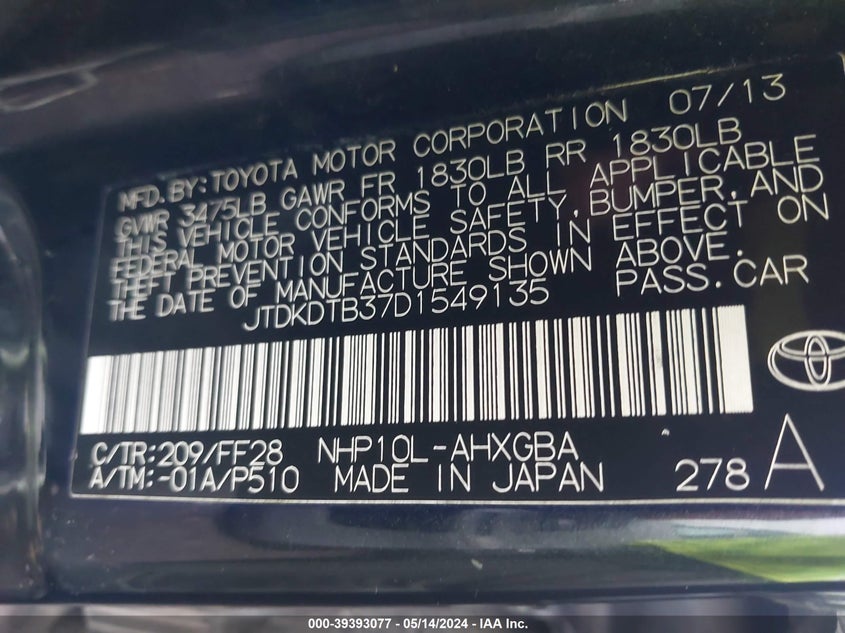 MFD.BY:TOYOTA MOTOR CORPORATION 07/13
GVWR 3475LB GAWR FR 1830LB RR 1830LB
THIS VEHICLE CONFORMS TO ALL APPLICABLE
FEDERAL MOTOR VEHICLE SAFETY,BUMPER,AND
THEFT PREVENTION STANDARDS IN EFFECT ON
THE DATE OF MANUFACTURE SHOWN ABOVE.
JTDKDTB37D1549135 PASS.CAR
C/TR:209/FF28 NHP10L-AHXGBA
A/TM:-01A/P510 MADE IN JAPAN 278 A
000-39393077 - 05/14/2024 - IAA Inc.